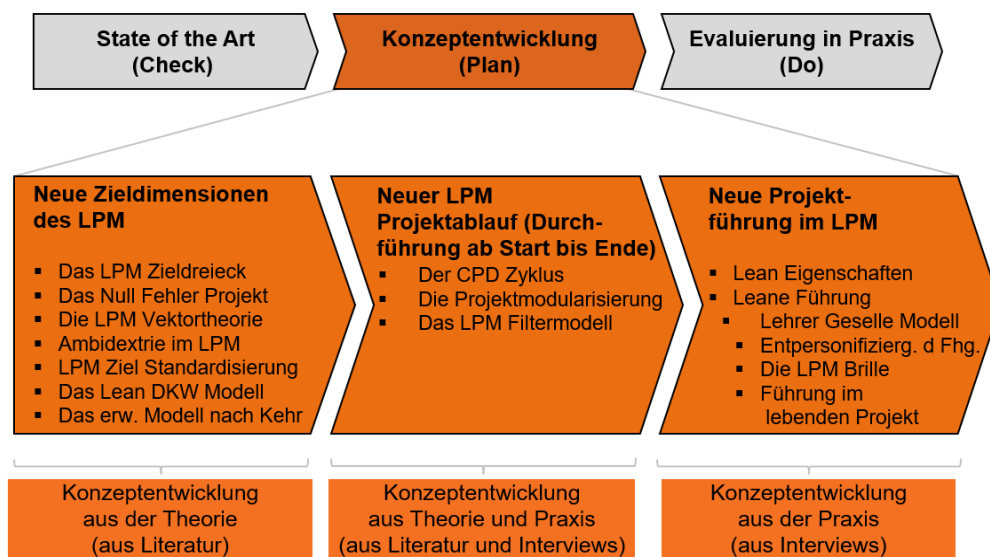 State of the Art
(Check)
Konzeptentwicklung
(Plan)
Evaluierung in Praxis
(Do)
Neue Zieldimensionen
des LPM
▪ Das LPM Zieldreieck
▪ Das Null Fehler Projekt
▪ Die LPM Vektortheorie
▪ Ambidextrie im LPM
▪ LPM Ziel Standardisierung
▪ Das Lean DKW Modell
▪ Das erw. Modell nach Kehr
Neuer LPM
Projektablauf (Durch-
führung ab Start bis Ende)
▪ Der CPD Zyklus
▪ Die Projektmodularisierung
▪ Das LPM Filtermodell
Neue Projekt-
führung im LPM
▪ Lean Eigenschaften
▪ Leane Führung
▪ Lehrer Geselle Modell
▪ Entpersonifizierg. d Fhg.
▪ Die LPM Brille
▪ Führung im
lebenden Projekt
Konzeptentwicklung
aus der Theorie
(aus Literatur)
Konzeptentwicklung
aus Theorie und Praxis
(aus Literatur und Interviews)
Konzeptentwicklung
aus der Praxis
(aus Interviews)